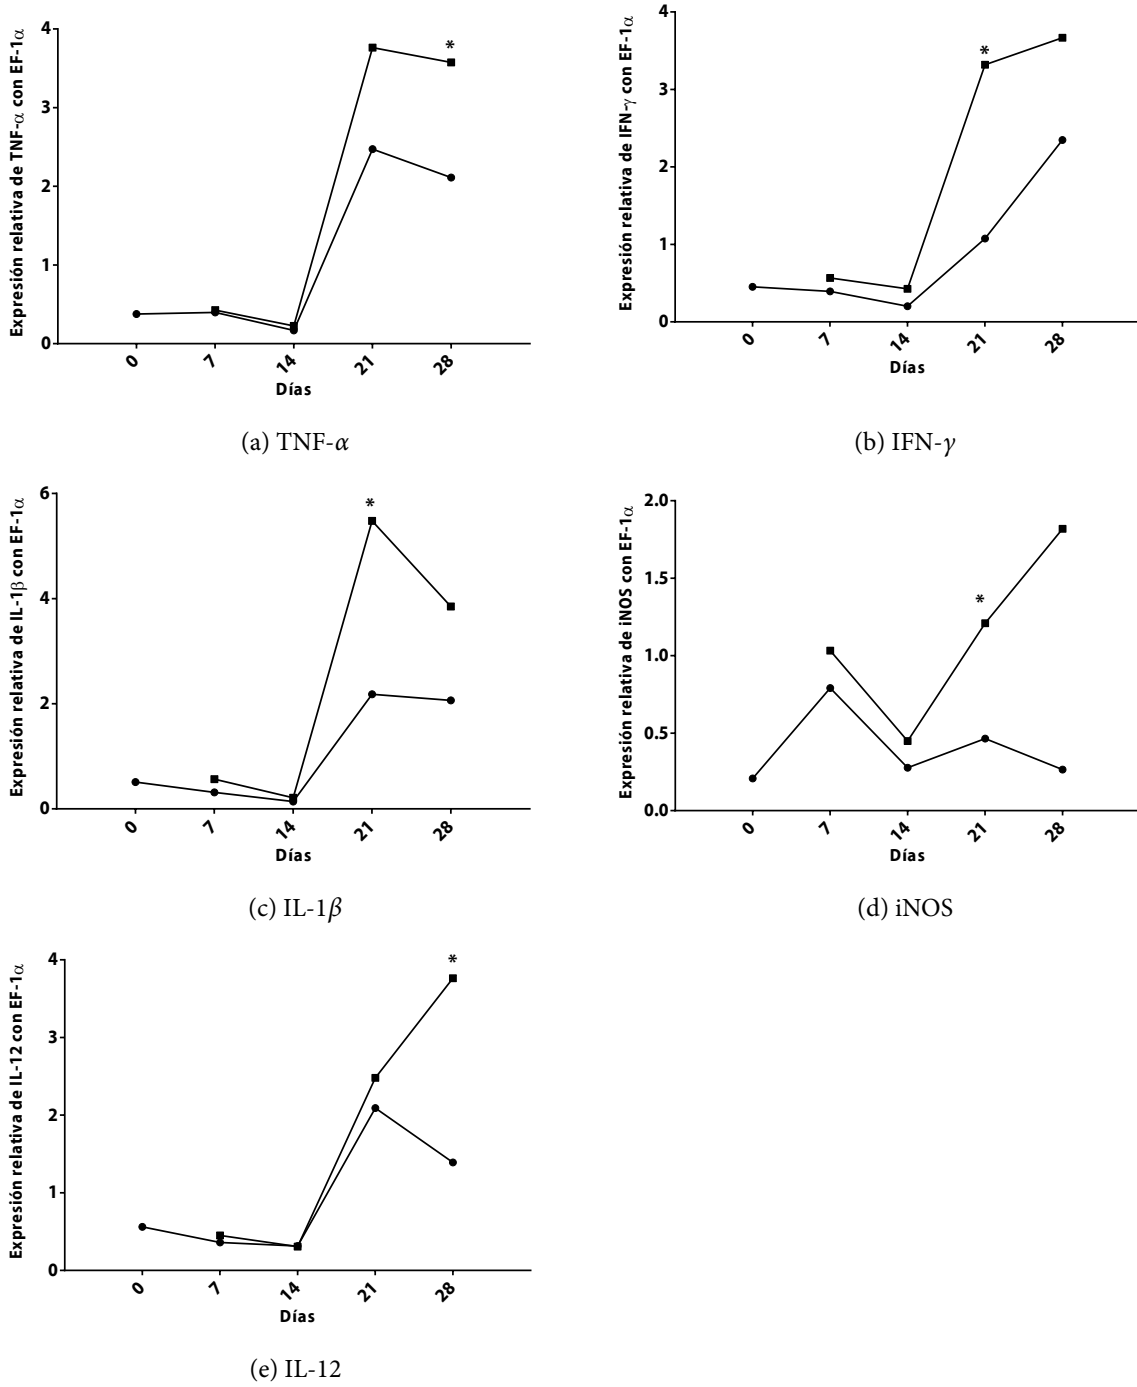 Expresión relativa de TNF-α con EF-1α
4
3
2
1
0
*
0 7 14 21 28
Días
(a) TNF-α
Expresión relativa de IFN-γ con EF-1α
4
3
2
1
0
*
0 7 14 21 28
Días
(b) IFN-γ
Expresión relativa de IL-1β con EF-1α
6
4
2
0
*
0 7 14 21 28
Días
(c) IL-1β
Expresión relativa de iNOS con EF-1α
2.0
1.5
1.0
0.5
0.0
*
0 7 14 21 28
Días
(d) iNOS
Expresión relativa de IL-12 con EF-1α
4
3
2
1
0
*
0 7 14 21 28
Días
(e) IL-12